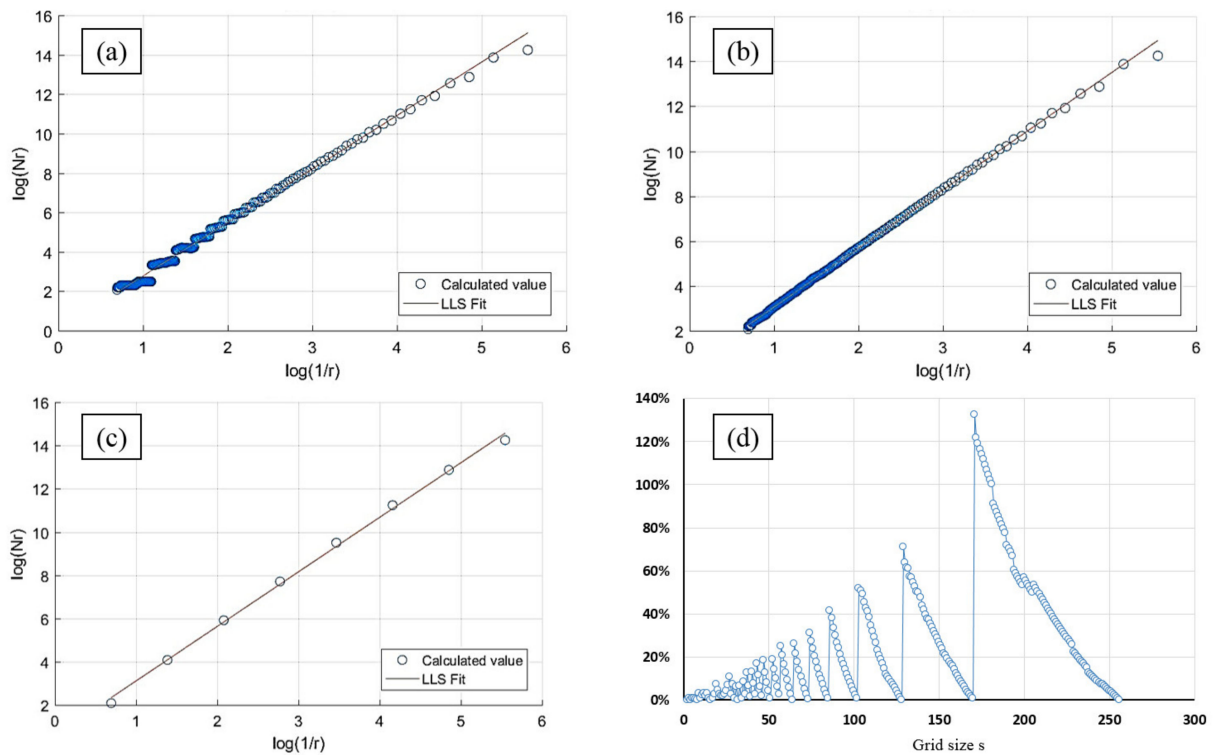 (a)
16
14
12
10
8
6
4
2
0
log(Nr)
0 1 2 3 4 5 6
log(1/r)
Calculated value
LLS Fit
(b)
16
14
12
10
8
6
4
2
log(Nr)
0 1 2 3 4 5 6
log(1/r)
Calculated value
LLS Fit
(c)
16
14
12
10
8
6
4
2
log(Nr)
0 1 2 3 4 5 6
log(1/r)
Calculated value
LLS Fit
(d)
140%
120%
100%
80%
60%
40%
20%
0%
0 50 100 150 200 250 300
Grid size s